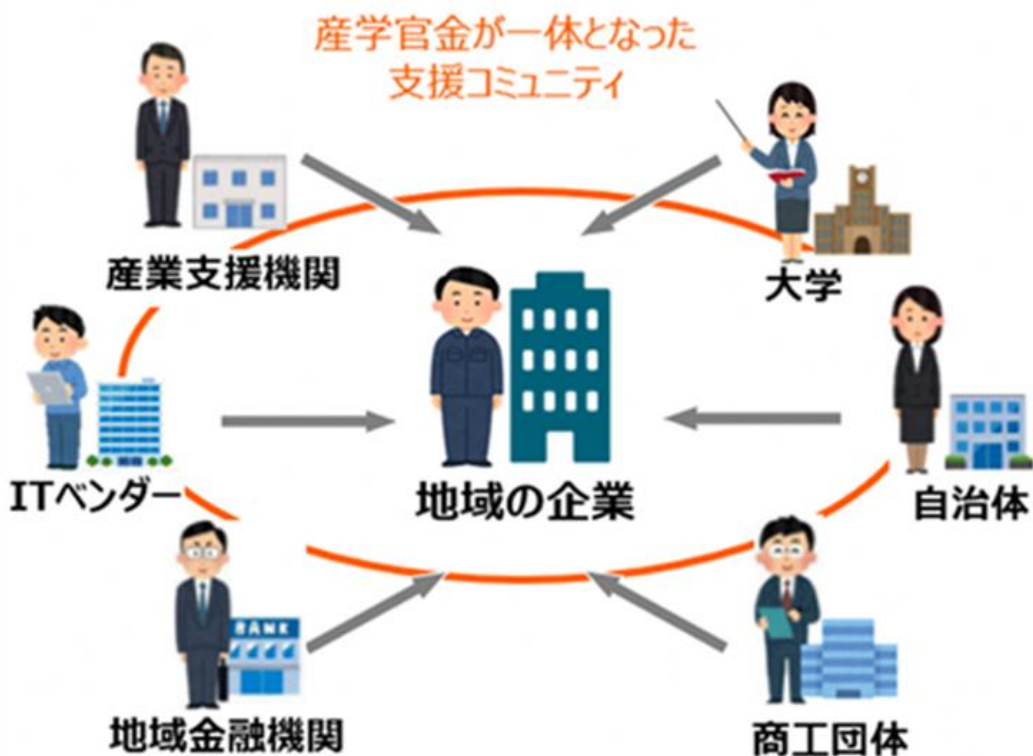 産学官金が一体となった
支援コミュニティ
産業支援機関
大学
ITベンダー
地域の企業
自治体
BANK
地域金融機関
商工団体